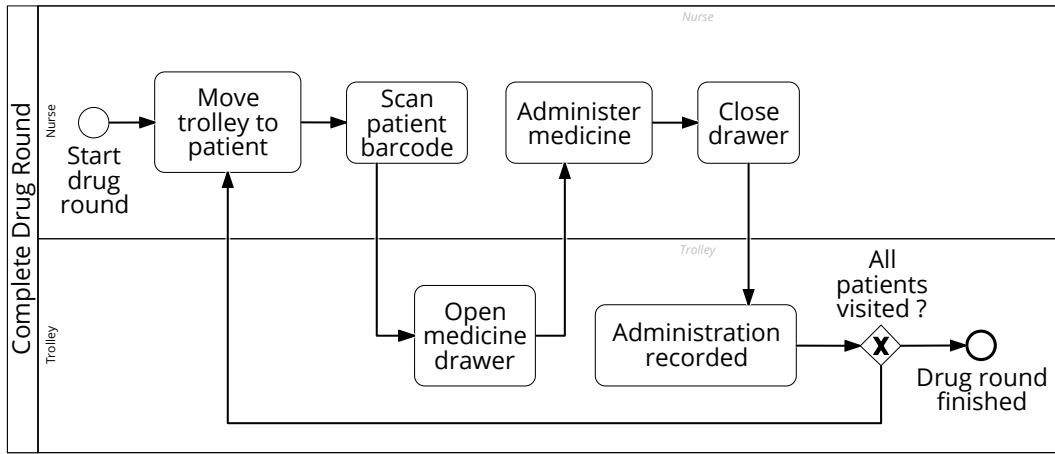 Complete Drug Round
Nurse
Nurse
Start
drug
round
Move
trolley to
patient
Scan
patient
barcode
Administer
medicine
Close
drawer
Trolley
Trolley
Open
medicine
drawer
Administration
recorded
All
patients
visited ?
X
Drug round
finished